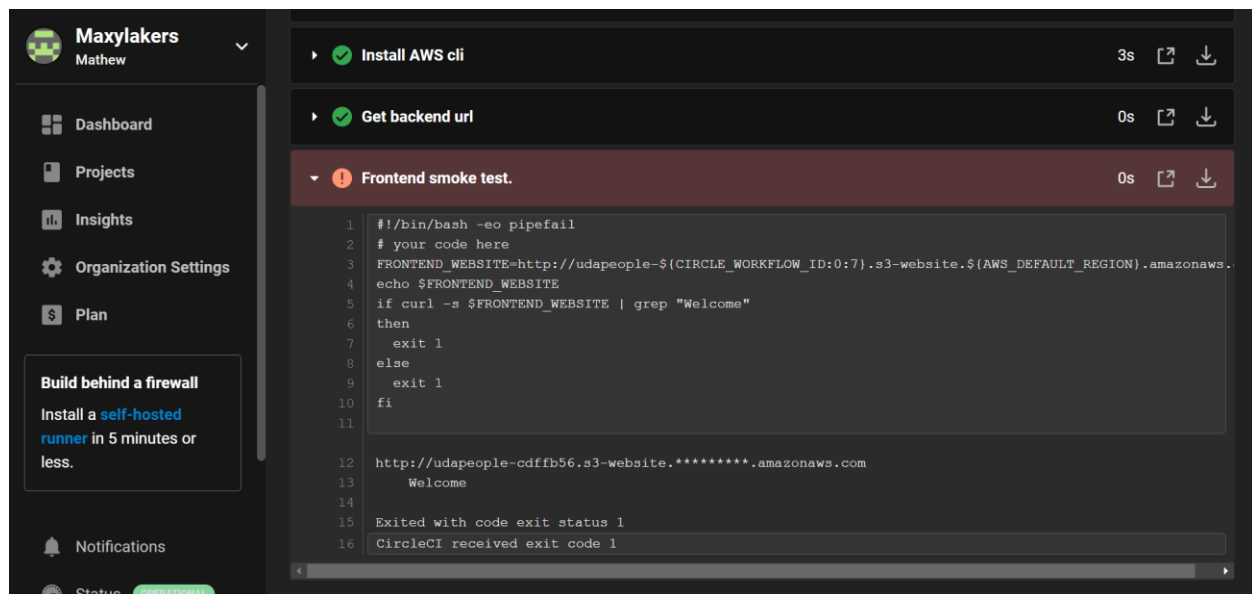 Maxylakers
Mathew
Dashboard
Projects
Insights
Organization Settings
Plan
Build behind a firewall
Install a self-hosted
runner in 5 minutes or
less.
Notifications
Status OPERATIONAL
Install AWS cli 3s
Get backend url 0s
Frontend smoke test. 0s
1 #!/bin/bash -eo pipefail
2 # your code here
3 FRONTEND_WEBSITE=http://udapeople-${CIRCLE_WORKFLOW_ID:0:7}.s3-website.${AWS_DEFAULT_REGION}.amazonaws.
4 echo $FRONTEND_WEBSITE
5 if curl -s $FRONTEND_WEBSITE | grep "Welcome"
6 then
7 exit 1
8 else
9 exit 1
10 fi
11
12 http://udapeople-cdffb56.s3-website.*********.amazonaws.com
13 Welcome
14
15 Exited with code exit status 1
16 CircleCI received exit code 1